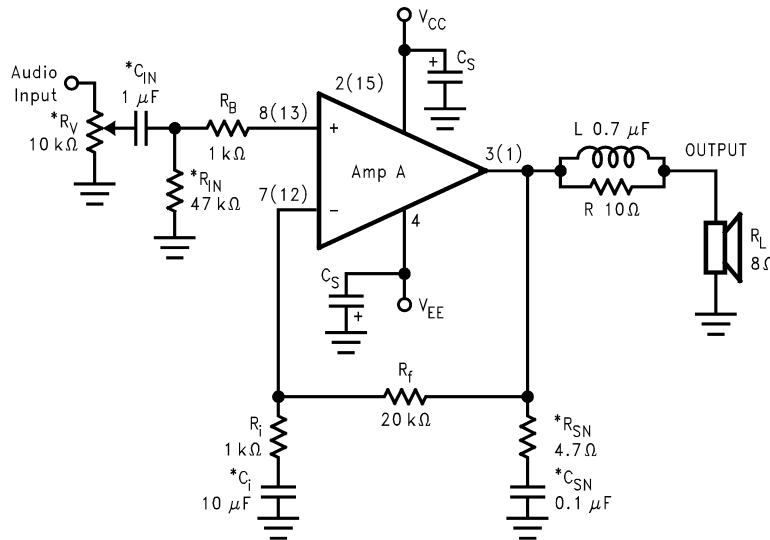 V_CC
C_S
+
Audio
Input
*C_IN
1 μF
2(15)
*R_V
10 kΩ
R_B
1 kΩ
8(13)
+
*R_IN
47 kΩ
7(12)
−
Amp A
3(1)
4
L 0.7 μF
R 10Ω
OUTPUT
R_L
8Ω
C_S
+
V_EE
R_f
20 kΩ
R_i
1 kΩ
*C_i
10 μF
*R_SN
4.7Ω
*C_SN
0.1 μF